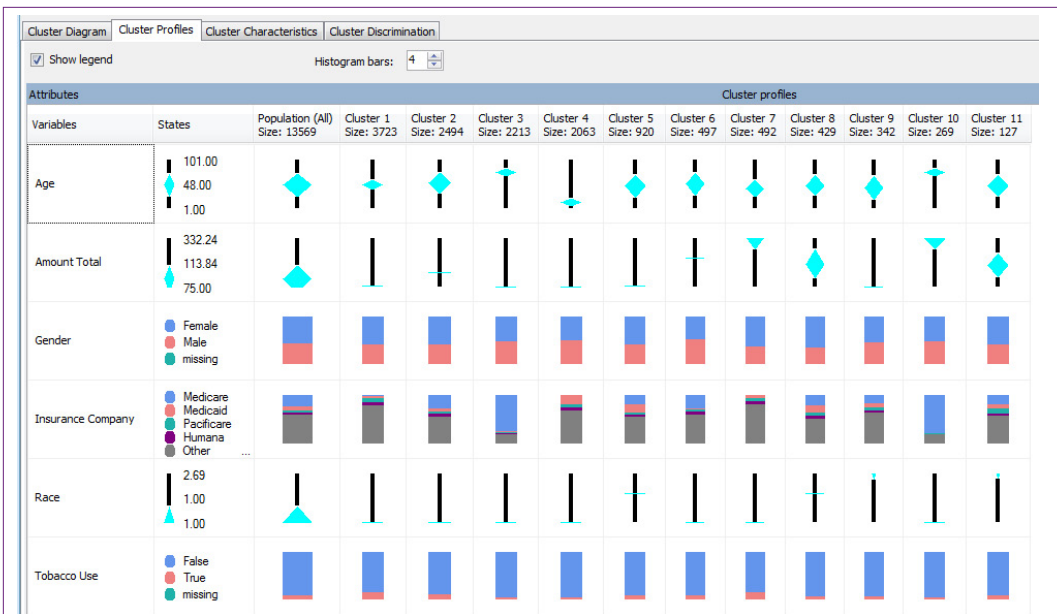 Cluster Diagram Cluster Profiles Cluster Characteristics Cluster Discrimination
Show legend Histogram bars: 4
Attributes Cluster profiles
Variables States Population (All) Cluster 1 Cluster 2 Cluster 3 Cluster 4 Cluster 5 Cluster 6 Cluster 7 Cluster 8 Cluster 9 Cluster 10 Cluster 11
Size: 13569 Size: 3723 Size: 2494 Size: 2213 Size: 2063 Size: 920 Size: 497 Size: 492 Size: 429 Size: 342 Size: 269 Size: 127
101.00
Age 48.00
1.00
332.24
Amount Total 113.84
75.00
Female
Gender Male
missing
Medicare
Medicaid
Insurance Company Pacificare
Humana
Other ...
2.69
Race 1.00
1.00
False
Tobacco Use True
missing